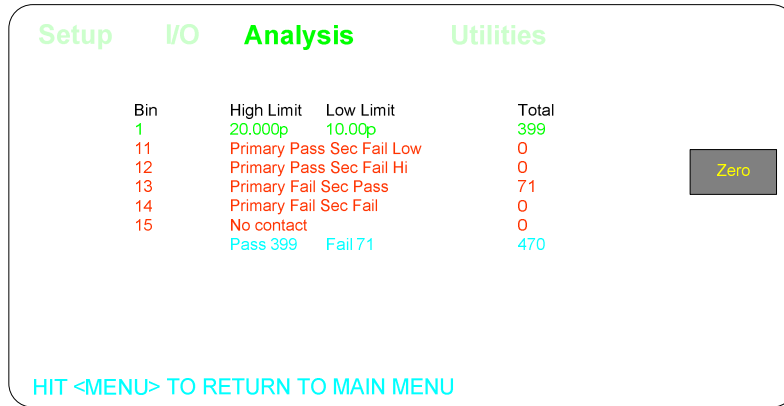 Setup I/O Analysis Utilities
Bin High Limit Low Limit Total
1 20.000p 10.00p 399
11 Primary Pass Sec Fail Low 0
12 Primary Pass Sec Fail Hi 0
13 Primary Fail Sec Pass 71
14 Primary Fail Sec Fail 0
15 No contact 0
Pass 399 Fail 71 470
Zero
HIT <MENU> TO RETURN TO MAIN MENU